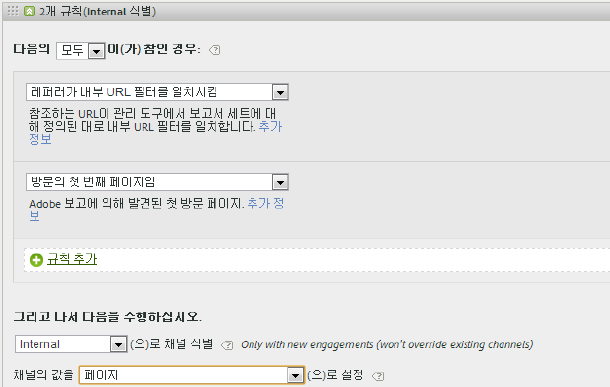 2개 규칙(Internal 식별)
다음의 모두 이(가) 참인 경우:
레퍼러가 내부 URL 필터를 일치시킴
참조하는 URL이 관리 도구에서 보고서 세트에 대
해 정의된 대로 내부 URL 필터를 일치합니다. 추가
정보
방문의 첫 번째 페이지임
Adobe 보고에 의해 발견된 첫 방문 페이지. 추가 정
보
규칙 추가
그리고 나서 다음을 수행하십시오.
Internal (으)로 채널 식별 Only with new engagements (won't override existing channels)
채널의 값을 페이지 (으)로 설정